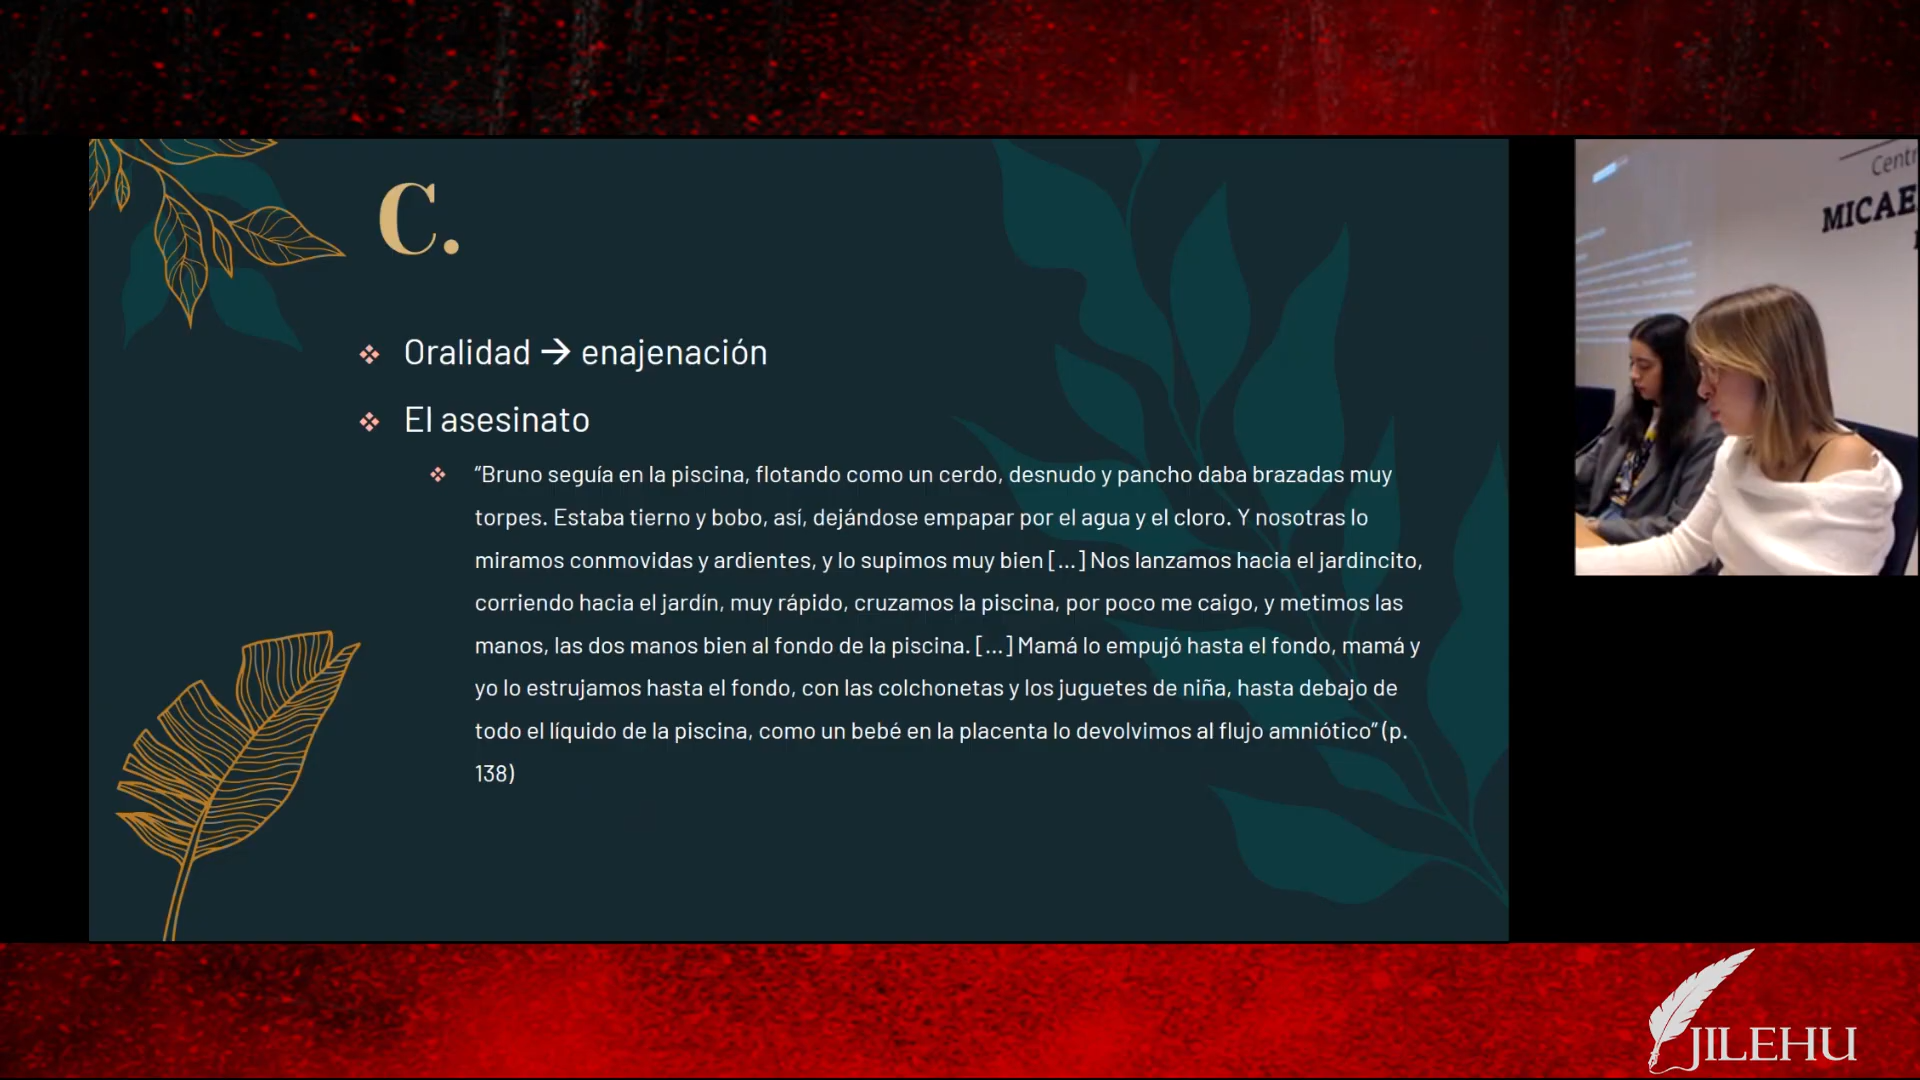 C.
Oralidad → enajenación
El asesinato
“Bruno seguía en la piscina, flotando como un cerdo, desnudo y pancho daba brazadas muy
torpes. Estaba tierno y bobo, así, dejándose empapar por el agua y el cloro. Y nosotras lo
miramos conmovidas y ardientes, y lo supimos muy bien [...] Nos lanzamos hacia el jardincito,
corriendo hacia el jardín, muy rápido, cruzamos la piscina, por poco me caigo, y metimos las
manos, las dos manos bien al fondo de la piscina. [...] Mamá lo empujó hasta el fondo, mamá y
yo lo estrujamos hasta el fondo, con las colchonetas y los juguetes de niña, hasta debajo de
todo el líquido de la piscina, como un bebé en la placenta lo devolvimos al flujo amniótico” (p.
138)
Centr
MICAE
JILEHU